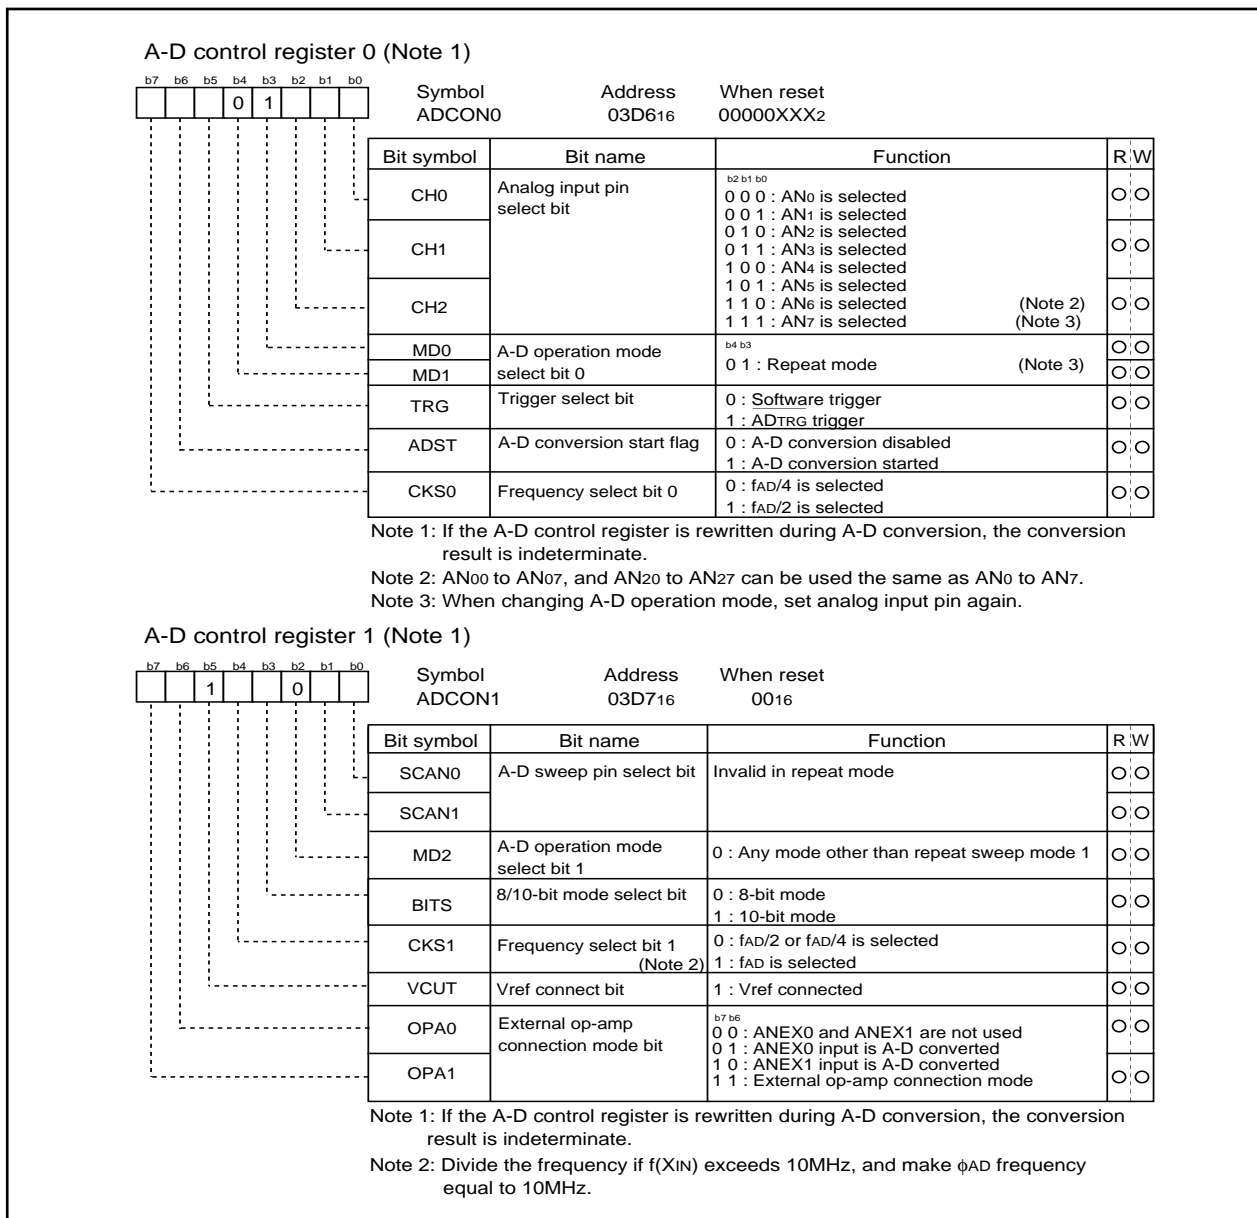 A-D control register 0 (Note 1)
b7 b6 b5 b4 b3 b2 b1 b0
0 1
Symbol Address When reset
ADCON0 03D616 00000XXX2
Bit symbol Bit name Function R W
CH0 Analog input pin select bit
b2 b1 b0
0 0 0 : AN0 is selected
0 0 1 : AN1 is selected
0 1 0 : AN2 is selected
CH1
0 1 1 : AN3 is selected
1 0 0 : AN4 is selected
1 0 1 : AN5 is selected
CH2
1 1 0 : AN6 is selected (Note 2)
1 1 1 : AN7 is selected (Note 3)
MD0 A-D operation mode
b4 b3
MD1 select bit 0
0 1 : Repeat mode (Note 3)
TRG Trigger select bit 0 : Software trigger
1 : ADTRG trigger
ADST A-D conversion start flag 0 : A-D conversion disabled
1 : A-D conversion started
CKS0 Frequency select bit 0 0 : fAD/4 is selected
1 : fAD/2 is selected
Note 1: If the A-D control register is rewritten during A-D conversion, the conversion
result is indeterminate.
Note 2: AN00 to AN07, and AN20 to AN27 can be used the same as AN0 to AN7.
Note 3: When changing A-D operation mode, set analog input pin again.
A-D control register 1 (Note 1)
b7 b6 b5 b4 b3 b2 b1 b0
1 0
Symbol Address When reset
ADCON1 03D716 0016
Bit symbol Bit name Function R W
SCAN0 A-D sweep pin select bit Invalid in repeat mode
SCAN1
MD2 A-D operation mode
select bit 1
0 : Any mode other than repeat sweep mode 1
BITS 8/10-bit mode select bit 0 : 8-bit mode
1 : 10-bit mode
CKS1 Frequency select bit 1
(Note 2)
0 : fAD/2 or fAD/4 is selected
1 : fAD is selected
VCUT Vref connect bit 1 : Vref connected
OPA0 External op-amp
connection mode bit
b7 b6
0 0 : ANEX0 and ANEX1 are not used
0 1 : ANEX0 input is A-D converted
OPA1
1 0 : ANEX1 input is A-D converted
1 1 : External op-amp connection mode
Note 1: If the A-D control register is rewritten during A-D conversion, the conversion
result is indeterminate.
Note 2: Divide the frequency if f(XIN) exceeds 10MHz, and make ϕAD frequency
equal to 10MHz.